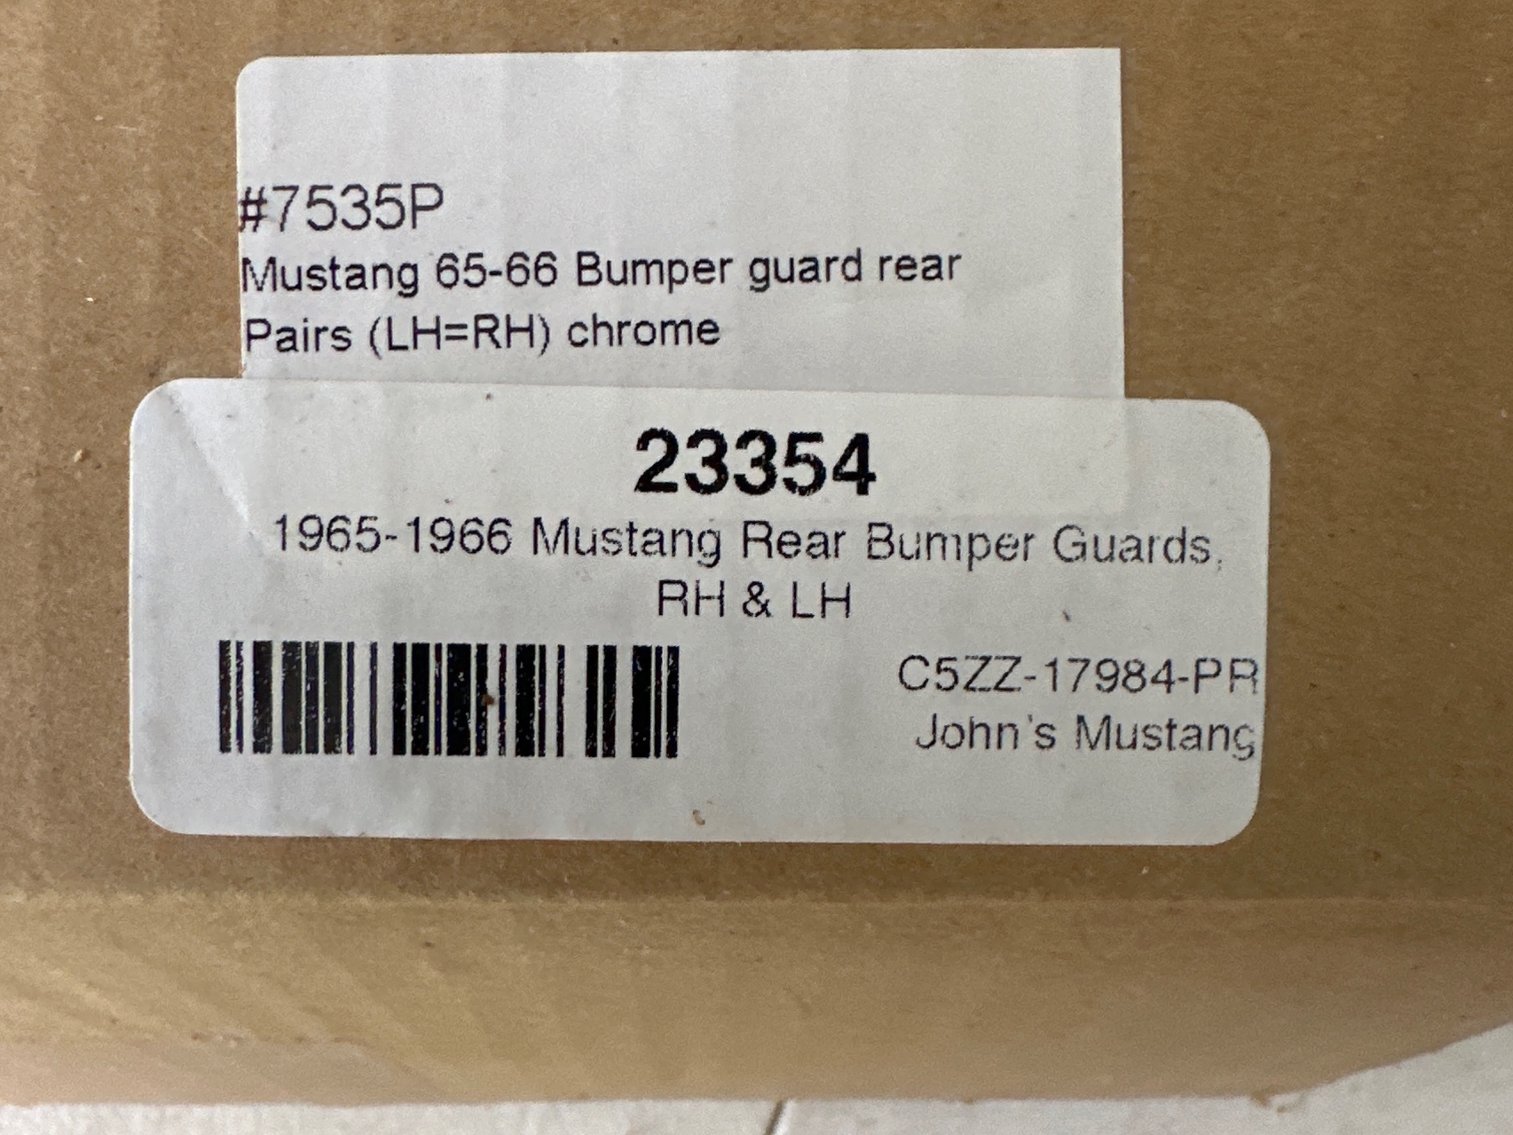 #7535P
Mustang 65-66 Bumper guard rear
Pairs (LH=RH) chrome
23354
1965-1966 Mustang Rear Bumper Guards,
RH & LH
C5ZZ-17984-PR
John's Mustang